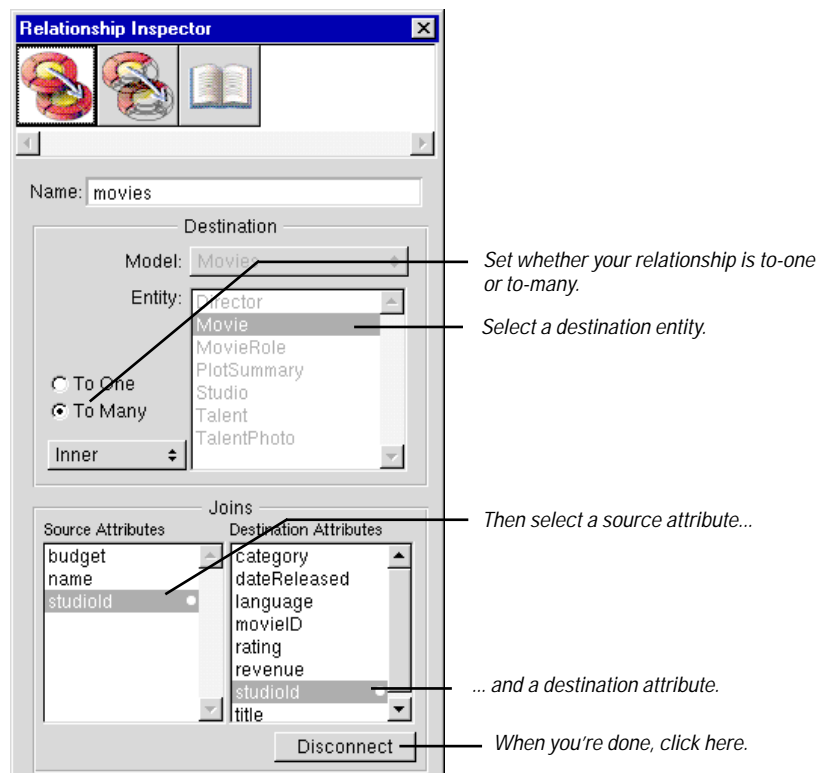 Relationship Inspector
Name: movies
Destination
Model: Movies
Set whether your relationship is to-one
or to-many.
Entity:
Director
Movie
Select a destination entity.
MovieRole
PlotSummary
Studio
Talent
TalentPhoto
To One
To Many
Inner
Joins
Source Attributes
budget
name
studioId
Then select a source attribute...
Destination Attributes
category
dateReleased
language
movieID
rating
revenue
studioId
title
... and a destination attribute.
Disconnect
When you're done, click here.